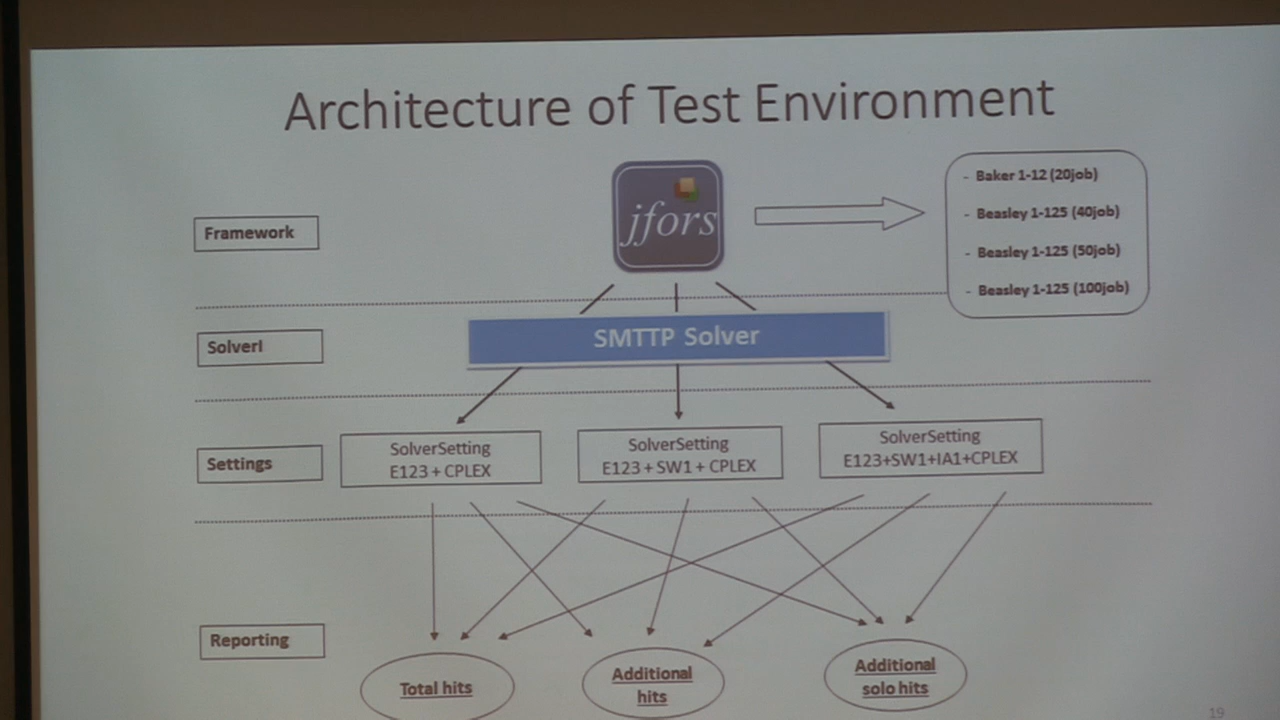 Architecture of Test Environment
Framework
jfors
- Baker 1-12 (20job)
- Beasley 1-125 (40job)
- Beasley 1-125 (50job)
- Beasley 1-125 (100job)
Solverl
SMTTP Solver
Settings
SolverSetting
E123 + CPLEX
SolverSetting
E123 + SW1 + CPLEX
SolverSetting
E123+SW1+IA1+CPLEX
Reporting
Total hits
Additional
hits
Additional
solo hits
19